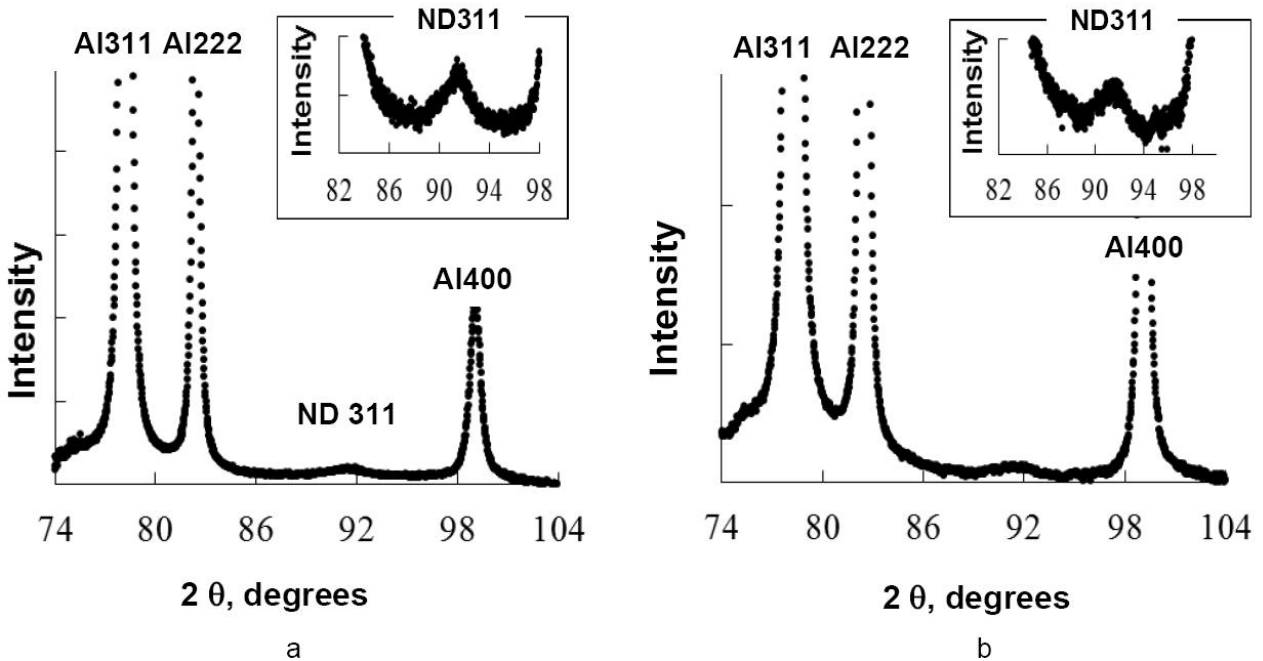 ND311
Intensity
82 86 90 94 98
Al311 Al222
Al400
ND 311
Intensity
74 80 86 92 98 104
2 θ, degrees
a
ND311
Intensity
82 86 90 94 98
Al311 Al222
Al400
Intensity
74 80 86 92 98 104
2 θ, degrees
b